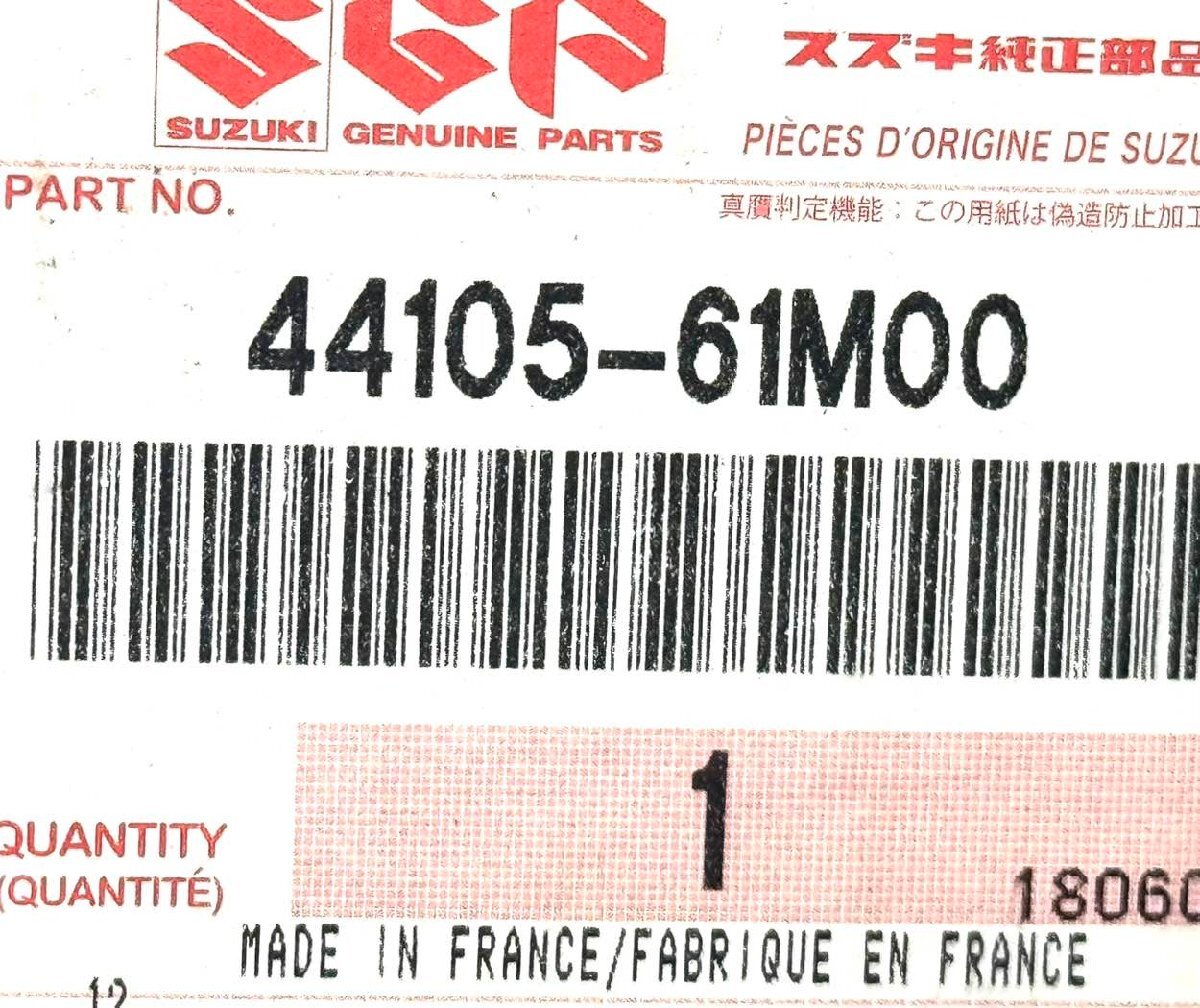 SGP
SUZUKI GENUINE PARTS
スズキ純正部品
PIÈCES D'ORIGINE DE SUZU
PART NO.
真贋判定機能：この用紙は偽造防止加工
44105-61M00
1
QUANTITY
(QUANTITÉ)
18060
MADE IN FRANCE/FABRIQUE EN FRANCE
12